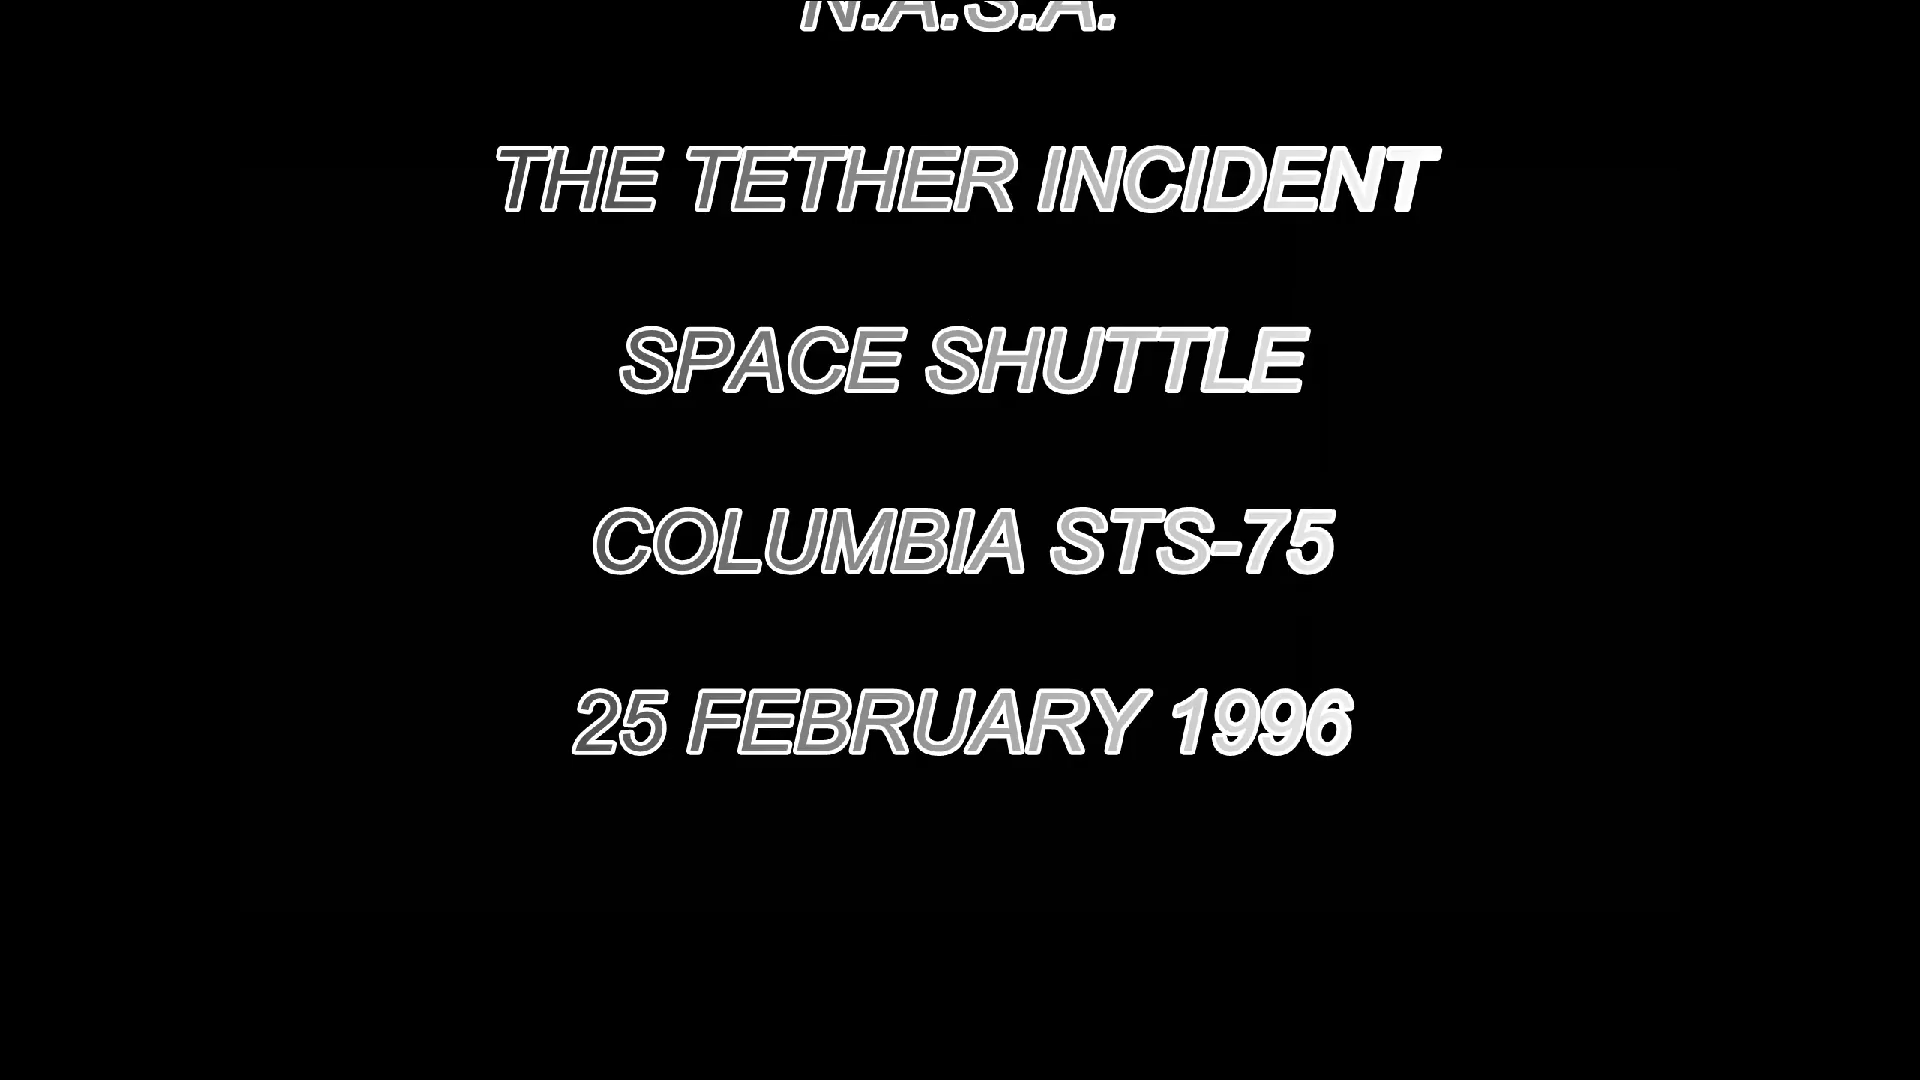 N.A.S.A.
THE TETHER INCIDENT
SPACE SHUTTLE
COLUMBIA STS-75
25 FEBRUARY 1996